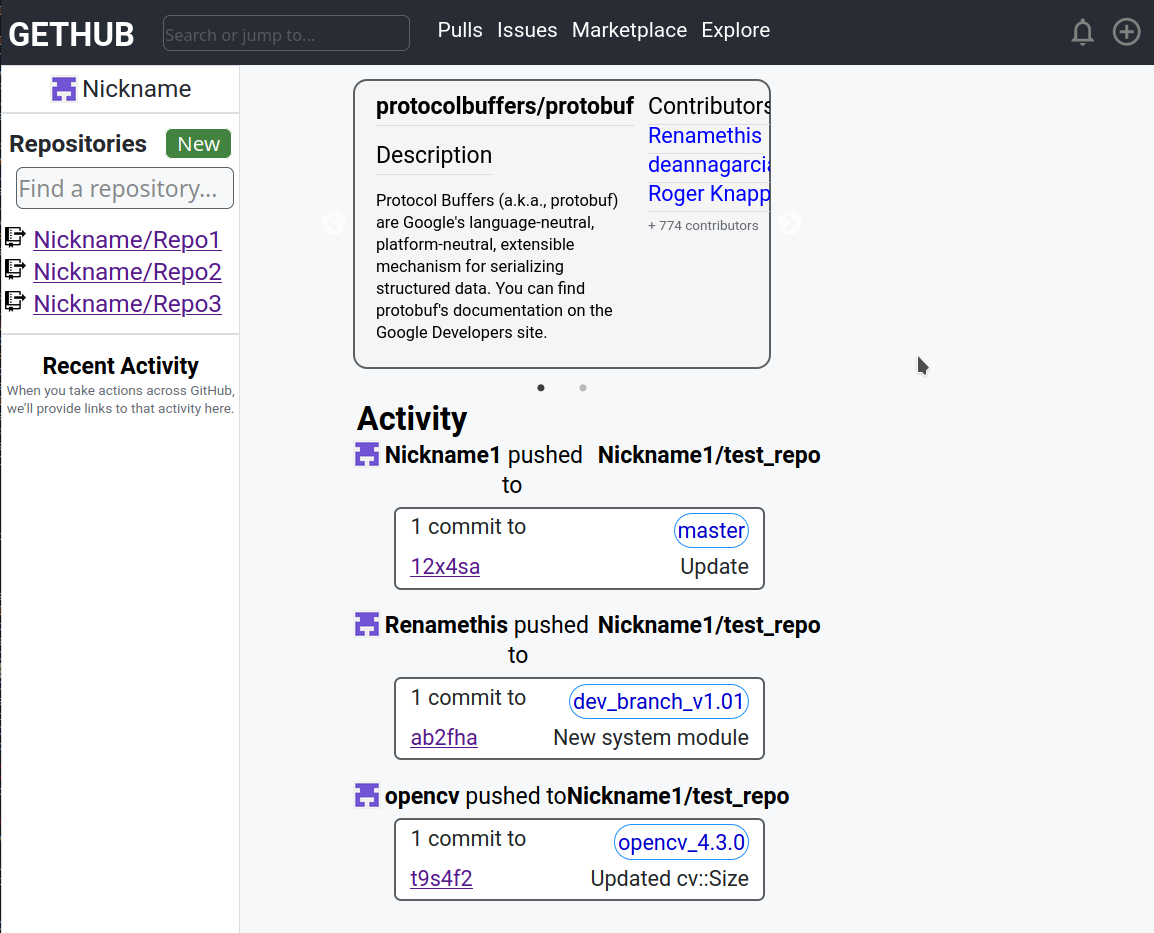 GETHUB
Search or jump to...
Pulls Issues Marketplace Explore
Nickname
Repositories New
Find a repository...
Nickname/Repo1
Nickname/Repo2
Nickname/Repo3
Recent Activity
When you take actions across GitHub,
we'll provide links to that activity here.
protocolbuffers/protobuf
Description
Protocol Buffers (a.k.a., protobuf)
are Google's language-neutral,
platform-neutral, extensible
mechanism for serializing
structured data. You can find
protobuf's documentation on the
Google Developers site.
Contributors
Renamethis
deannagarcia
Roger Knapp
+ 774 contributors
Activity
Nickname1 pushed Nickname1/test_repo
to
1 commit to master
12x4sa Update
Renamethis pushed Nickname1/test_repo
to
1 commit to dev_branch_v1.01
ab2fha New system module
opencv pushed toNickname1/test_repo
1 commit to opencv_4.3.0
t9s4f2 Updated cv::Size